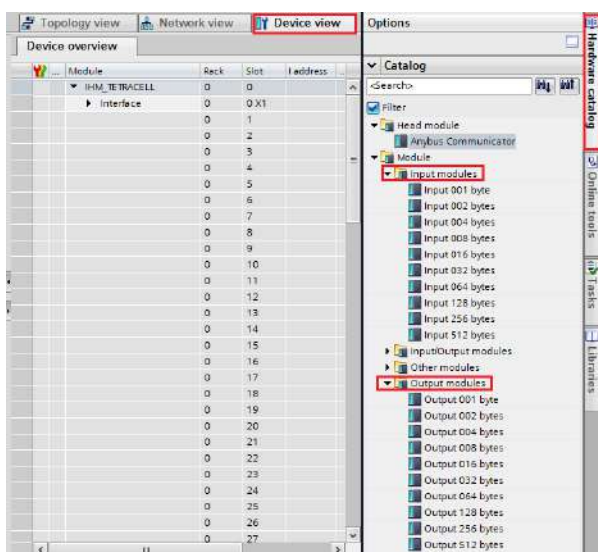 Topology view
Network view
Device view
Options
Device overview
Module
Rack
Slot
I address
...
IHM_TETRACELL 0 0
Interface 0 0 X1
0 1
0 2
0 3
0 4
0 5
0 6
0 7
0 8
0 9
0 10
0 11
0 12
0 13
0 14
0 15
0 16
0 17
0 18
0 19
0 20
0 21
0 22
0 23
0 24
0 25
0 26
0 27
Catalog
<Search>
Filter
Head module
Anybus Communicator
Module
Input modules
Input 001 byte
Input 002 bytes
Input 004 bytes
Input 008 bytes
Input 016 bytes
Input 032 bytes
Input 064 bytes
Input 128 bytes
Input 256 bytes
Input 512 bytes
Input/Output modules
Other modules
Output modules
Output 001 byte
Output 002 bytes
Output 004 bytes
Output 008 bytes
Output 016 bytes
Output 032 bytes
Output 064 bytes
Output 128 bytes
Output 256 bytes
Output 512 bytes
Hardware catalog
Online tools
Tasks
Libraries